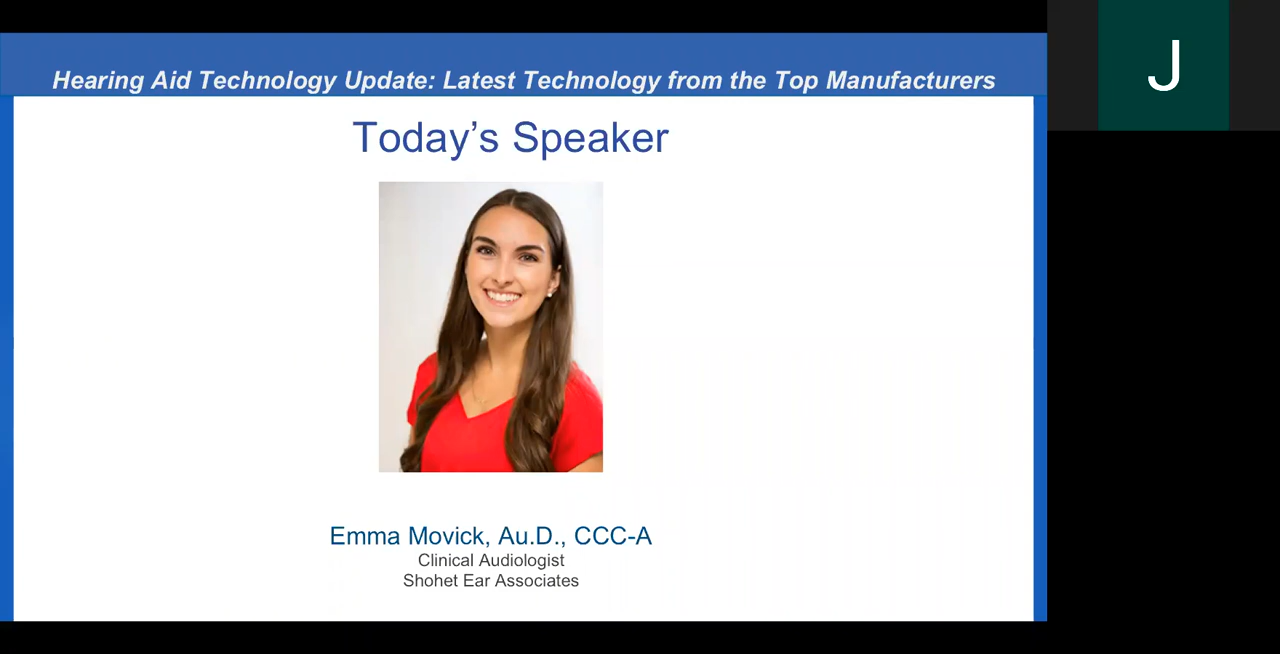 Hearing Aid Technology Update: Latest Technology from the Top Manufacturers
J
Today’s Speaker
Emma Movick, Au.D., CCC-A
Clinical Audiologist
Shohet Ear Associates